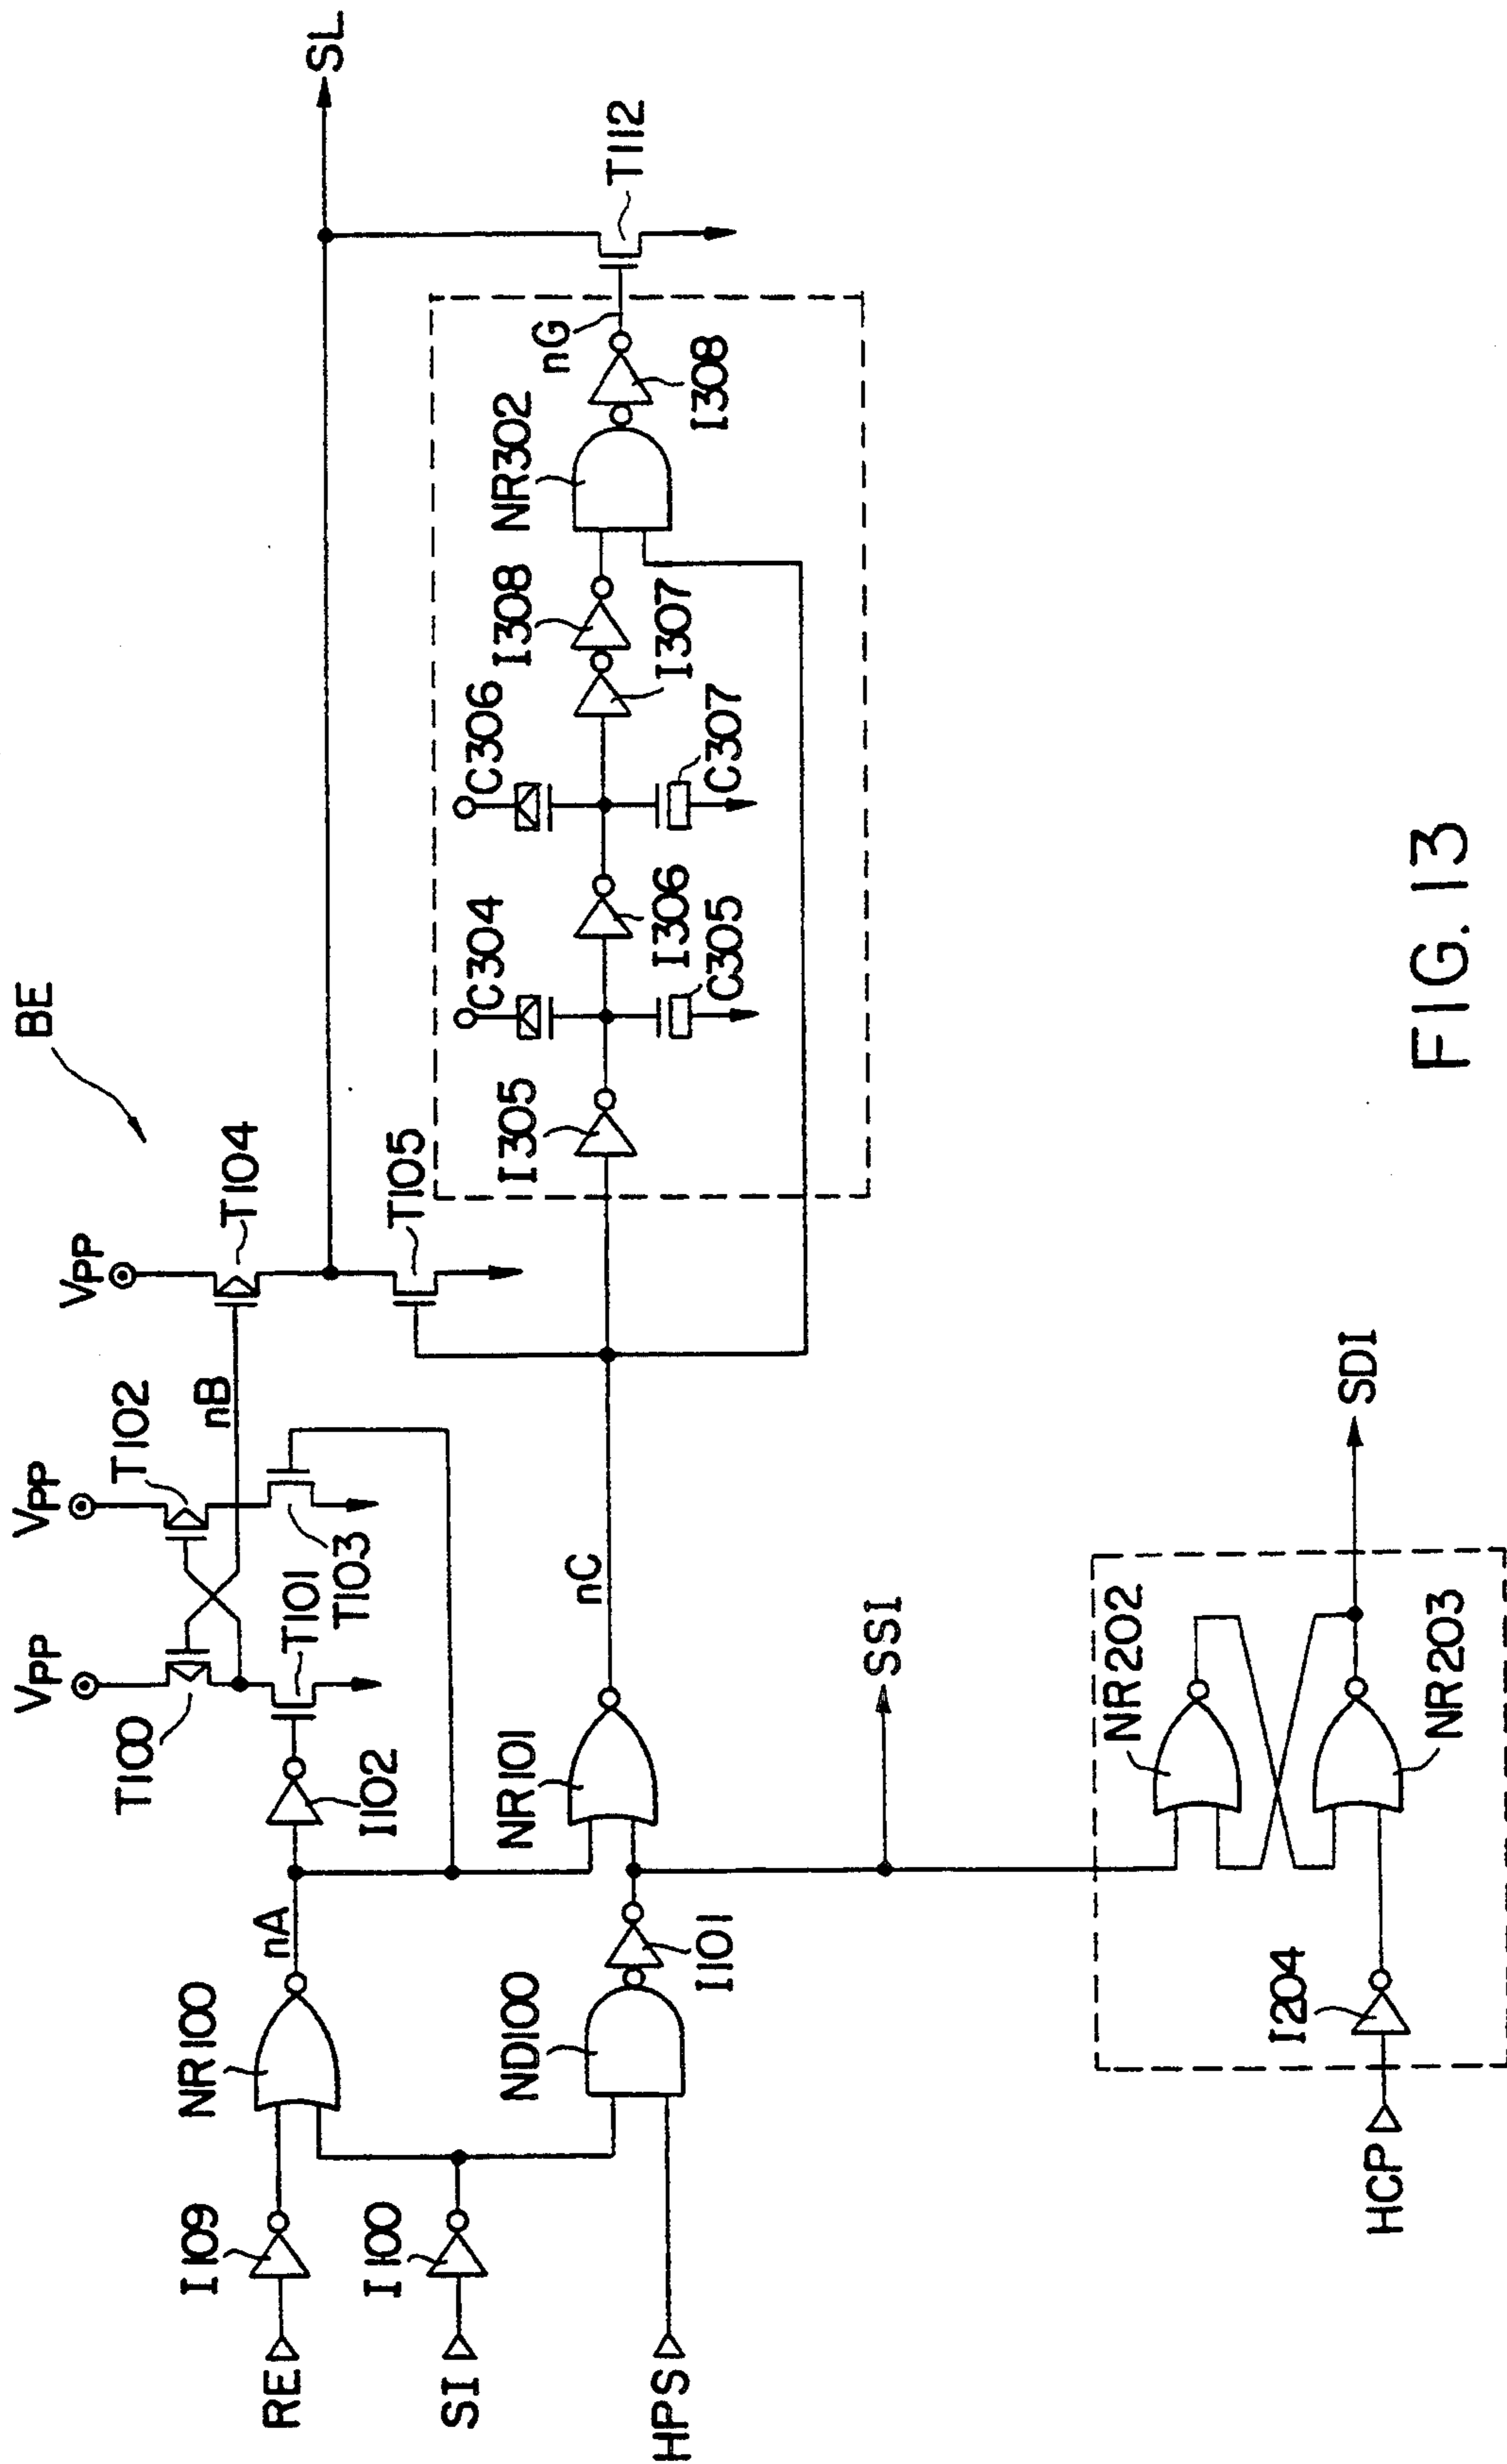 BE
VPP
T100
VPP
T102
VPP
T104
nB
SL
RE
I109
NR100
nA
I102
T101
T103
T105
SI
I100
HPS
ND100
I101
NR101
nC
I305
C304
C305
I306
C306
C307
I307
I308
NR302
I308
nG
T112
SSI
HCP
I204
NR202
NR203
SDI
FIG. 13